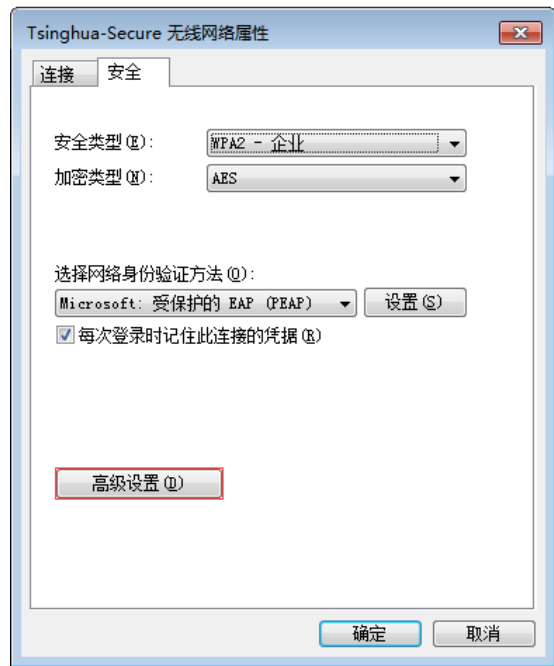 Tsinghua-Secure 无线网络属性
连接 安全
安全类型(E): WPA2 - 企业
加密类型(N): AES
选择网络身份验证方法(O):
Microsoft: 受保护的 EAP (PEAP) 设置(S)
每次登录时记住此连接的凭据(R)
高级设置(D)
确定 取消